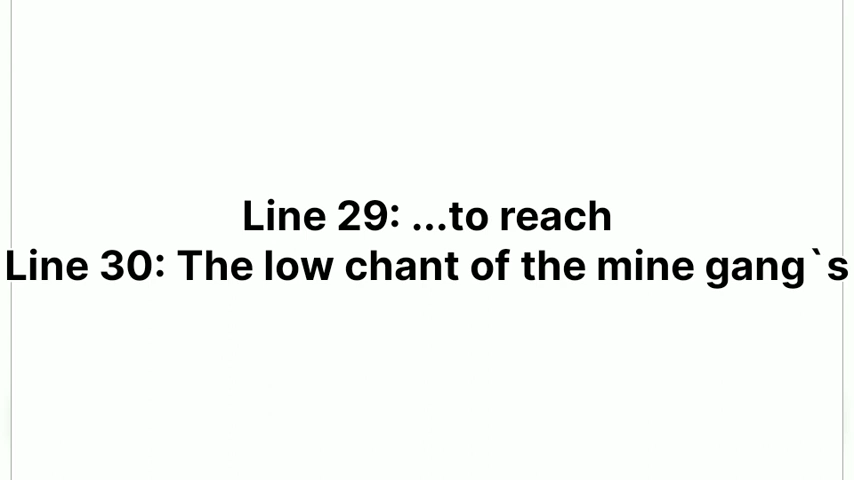 Line 29: ...to reach
Line 30: The low chant of the mine gang`s